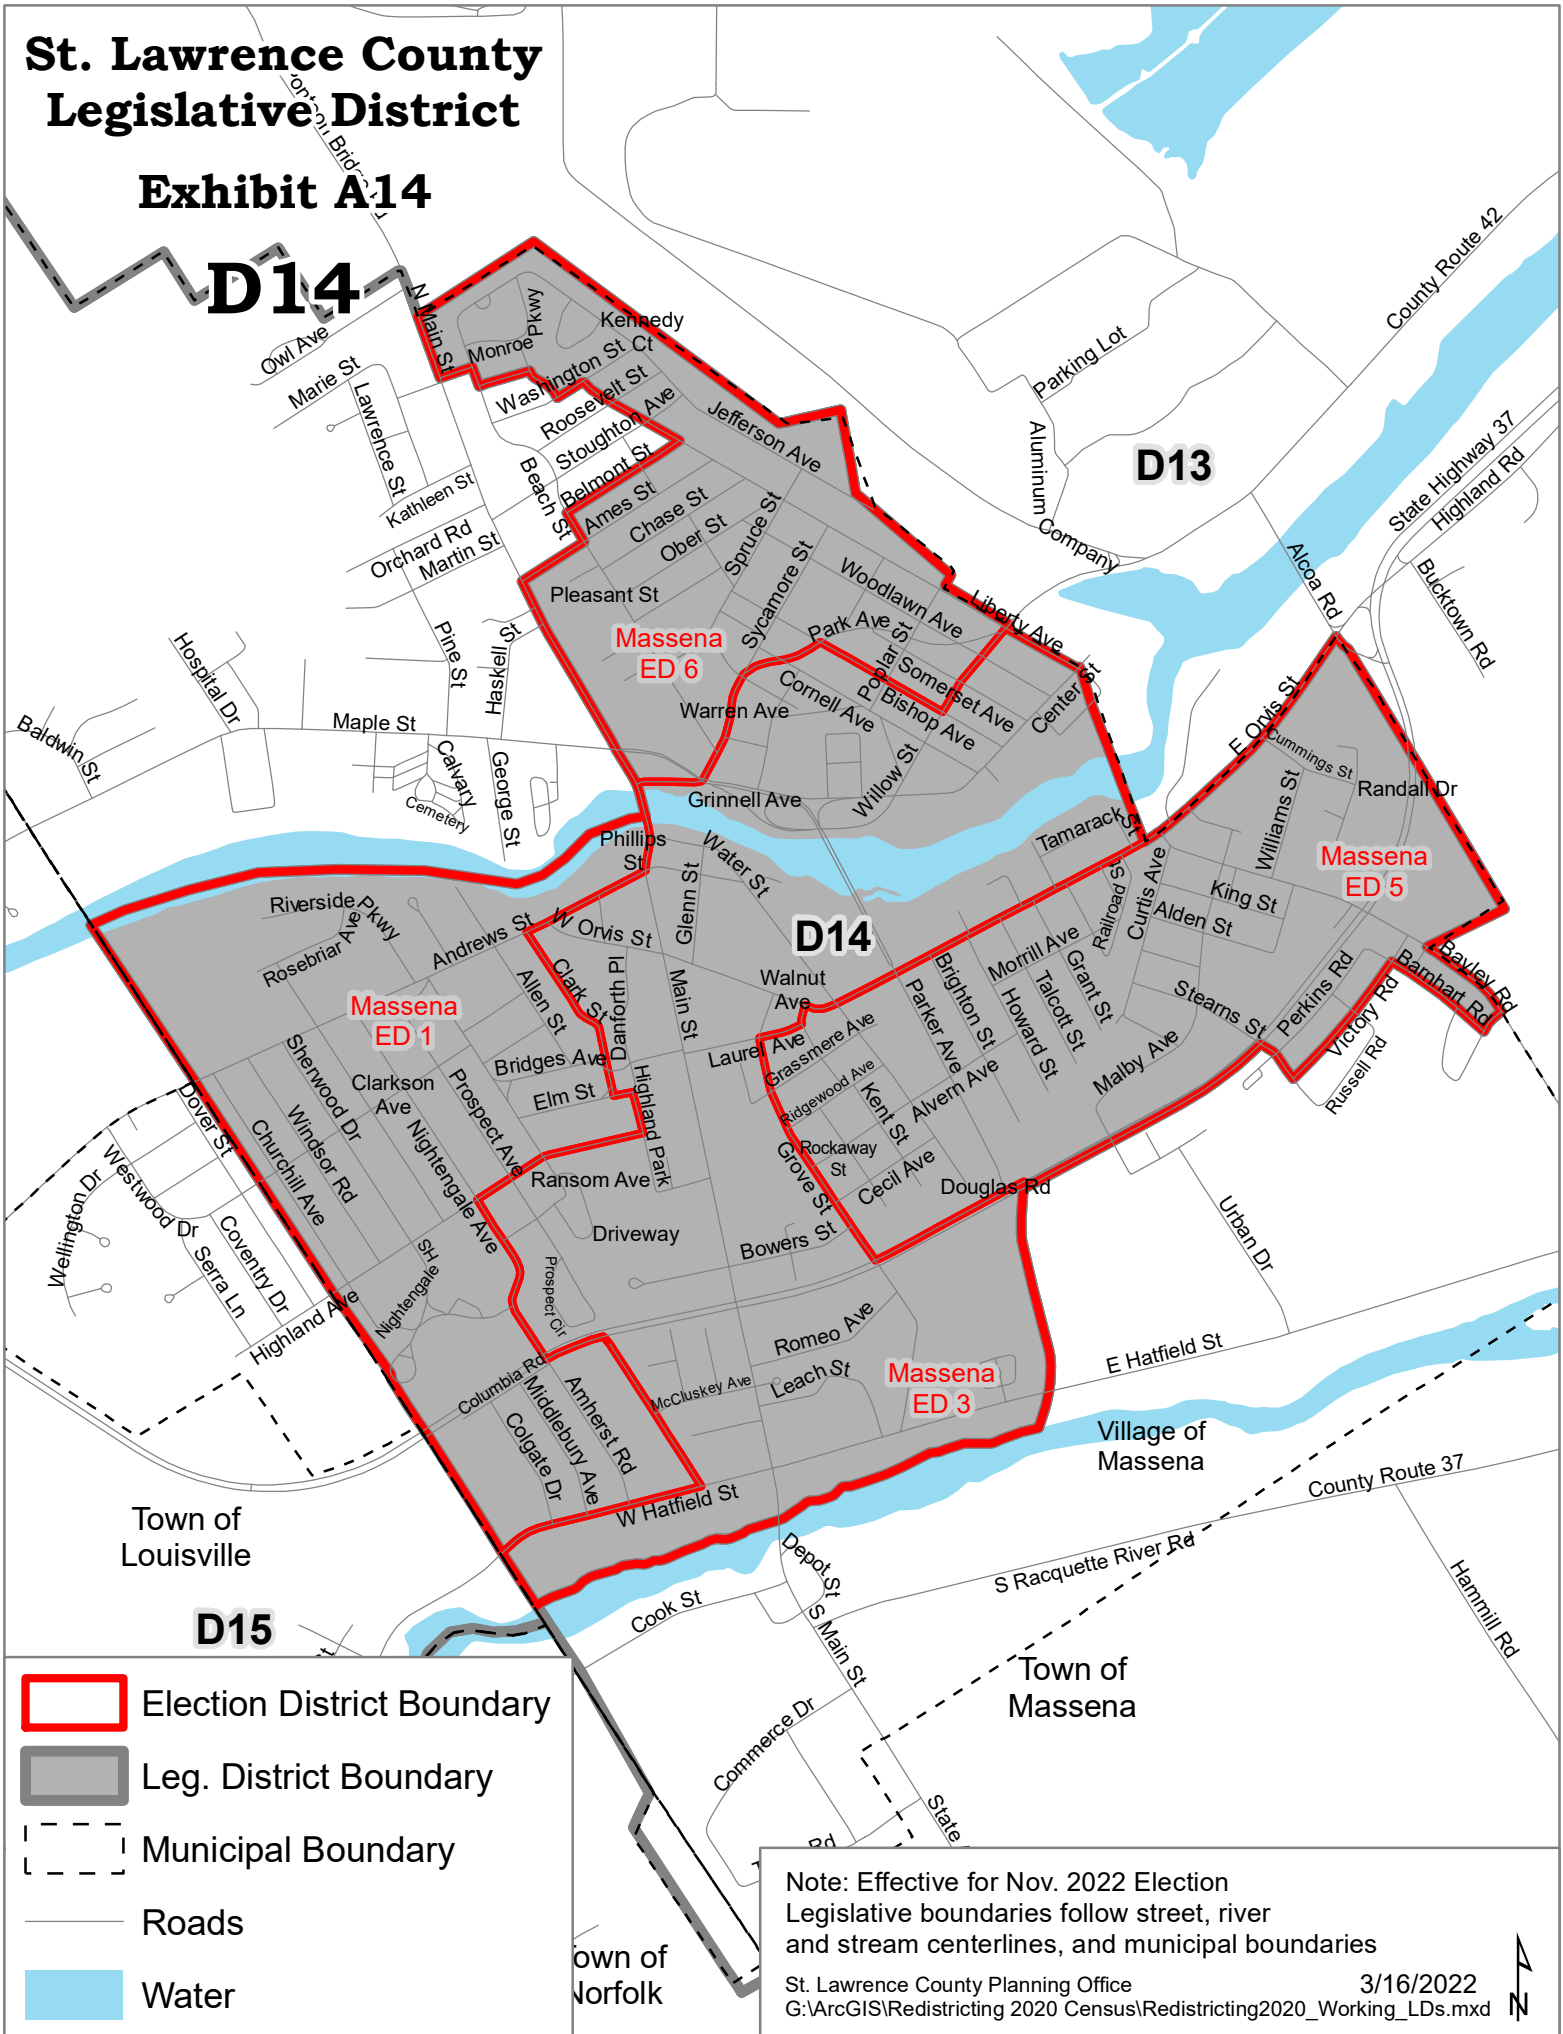 St. Lawrence County
Legislative District
Exhibit A14
D14
N Main St
Owl Ave
Marie St
Lawrence St
Monroe
Pkwy
Kennedy
Ct
Washington St
Roosevelt St
Stoughton Ave
Belmont St
Beach St
Ames St
Chase St
Ober St
Jefferson Ave
Spruce St
Sycamore St
Kathleen St
Orchard Rd
Martin St
Pleasant St
Parking Lot
Aluminum
Company
D13
County Route 42
State Highway 37
Highland Rd
Bucktown Rd
Alcoa Rd
Woodlawn Ave
Liberty Ave
Park Ave
Poplar St
Somerset Ave
Center St
Cornell Ave
Bishop Ave
Massena
ED 6
Warren Ave
Willow St
Grinnell Ave
Pine St
Haskell St
Hospital Dr
Maple St
Baldwin St
Calvary
Cemetery
George St
E Orvis St
Cummings St
Randall Dr
Williams St
Massena
ED 5
Tamarack
St
Phillips
St
Water St
Glenn St
Riverside
Pkwy
Rosebriar Ave
Andrews St
W Orvis St
D14
Railroad St
Curtis Ave
King St
Alden St
Allen St
Clark St
Danforth Pl
Main St
Walnut
Ave
Massena
ED 1
Brighton St
Parker Ave
Morrill Ave
Grant St
Talcott St
Howard St
Stearns St
Perkins Rd
Bayley Rd
Barnhart Rd
Victory Rd
Russell Rd
Malby Ave
Bridges Ave
Elm St
Laurel Ave
Grassmere Ave
Ridgewood Ave
Kent St
Alvern Ave
Rockaway
St
Cecil Ave
Grove St
Douglas Rd
Sherwood Dr
Clarkson
Ave
Prospect Ave
Highland Park
Windsor Rd
Churchill Ave
Nightengale Ave
Ransom Ave
Driveway
Bowers St
Dover St
Westwood Dr
Wellington Dr
Coventry Dr
Serra Ln
Highland Ave
SH
Nightengale
Prospect Cir
Urban Dr
Columbia Rd
Amherst Rd
Middlebury Ave
Colgate Dr
McCluskey Ave
Romeo Ave
Leach St
Massena
ED 3
E Hatfield St
W Hatfield St
Village of
Massena
County Route 37
S Racquette River Rd
Hammill Rd
Depot St
Cook St
S Main St
Town of
Louisville
D15
Town of
Massena
Commerce Dr
State
Rd
Election District Boundary
Leg. District Boundary
Municipal Boundary
Roads
Water
Town of
Norfolk
Note: Effective for Nov. 2022 Election
Legislative boundaries follow street, river
and stream centerlines, and municipal boundaries
St. Lawrence County Planning Office
3/16/2022
G:\ArcGIS\Redistricting 2020 Census\Redistricting2020_Working_LDs.mxd
N